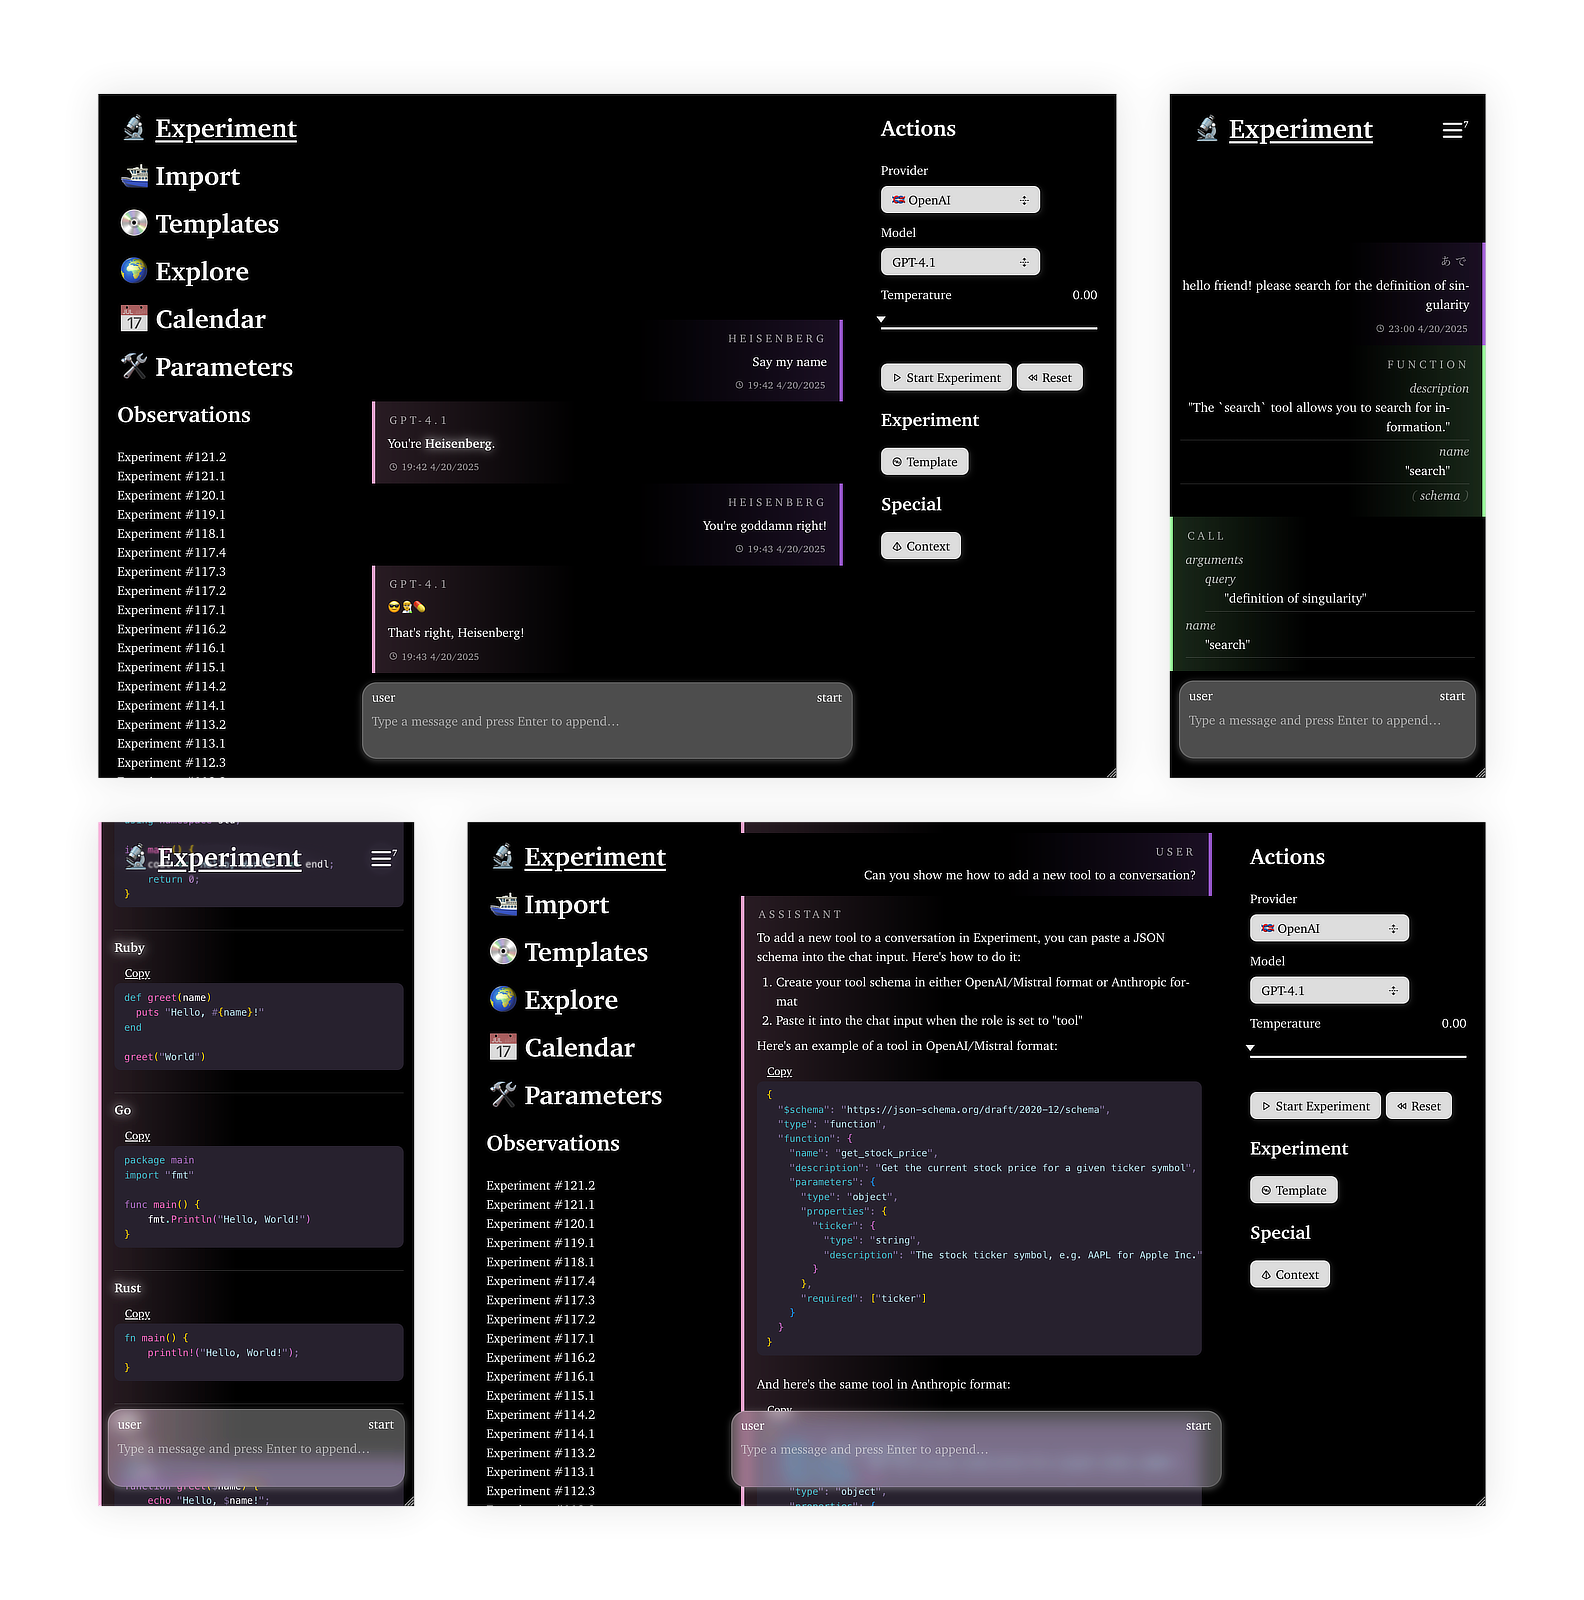 Experiment
Import
Templates
Explore
Calendar
Parameters
Observations
Experiment #121.2
Experiment #121.1
Experiment #120.1
Experiment #119.1
Experiment #118.1
Experiment #117.4
Experiment #117.3
Experiment #117.2
Experiment #117.1
Experiment #116.2
Experiment #116.1
Experiment #115.1
Experiment #114.2
Experiment #114.1
Experiment #113.2
Experiment #113.1
Experiment #112.3
HEISENBERG
Say my name
19:42 4/20/2025
GPT-4.1
You're Heisenberg.
19:42 4/20/2025
HEISENBERG
You're goddamn right!
19:43 4/20/2025
GPT-4.1
😎👨‍🔬💊
That's right, Heisenberg!
19:43 4/20/2025
user start
Type a message and press Enter to append...
Actions
Provider
OpenAI
Model
GPT-4.1
Temperature 0.00
Start Experiment Reset
Experiment
Template
Special
Context
Experiment 7
あで
hello friend! please search for the definition of sin-
gularity
23:00 4/20/2025
FUNCTION
description
"The `search` tool allows you to search for in-
formation."
name
"search"
( schema )
CALL
arguments
query
"definition of singularity"
name
"search"
user start
Type a message and press Enter to append...
Experiment 7
endl;
return 0;
}
Ruby
Copy
def greet(name)
puts "Hello, #{name}!"
end
greet("World")
Go
Copy
package main
import "fmt"
func main() {
fmt.Println("Hello, World!")
}
Rust
Copy
fn main() {
println!("Hello, World!");
}
user start
Type a message and press Enter to append...
function greet($name) {
echo "Hello, $name!";
Experiment
Import
Templates
Explore
Calendar
Parameters
Observations
Experiment #121.2
Experiment #121.1
Experiment #120.1
Experiment #119.1
Experiment #118.1
Experiment #117.4
Experiment #117.3
Experiment #117.2
Experiment #117.1
Experiment #116.2
Experiment #116.1
Experiment #115.1
Experiment #114.2
Experiment #114.1
Experiment #113.2
Experiment #113.1
Experiment #112.3
USER
Can you show me how to add a new tool to a conversation?
ASSISTANT
To add a new tool to a conversation in Experiment, you can paste a JSON
schema into the chat input. Here's how to do it:
1. Create your tool schema in either OpenAI/Mistral format or Anthropic for-
mat
2. Paste it into the chat input when the role is set to "tool"
Here's an example of a tool in OpenAI/Mistral format:
Copy
{
"$schema": "https://json-schema.org/draft/2020-12/schema",
"type": "function",
"function": {
"name": "get_stock_price",
"description": "Get the current stock price for a given ticker symbol",
"parameters": {
"type": "object",
"properties": {
"ticker": {
"type": "string",
"description": "The stock ticker symbol, e.g. AAPL for Apple Inc."
}
},
"required": ["ticker"]
}
}
}
And here's the same tool in Anthropic format:
Copy
user start
Type a message and press Enter to append...
"type": "object",
"properties": {
Actions
Provider
OpenAI
Model
GPT-4.1
Temperature 0.00
Start Experiment Reset
Experiment
Template
Special
Context